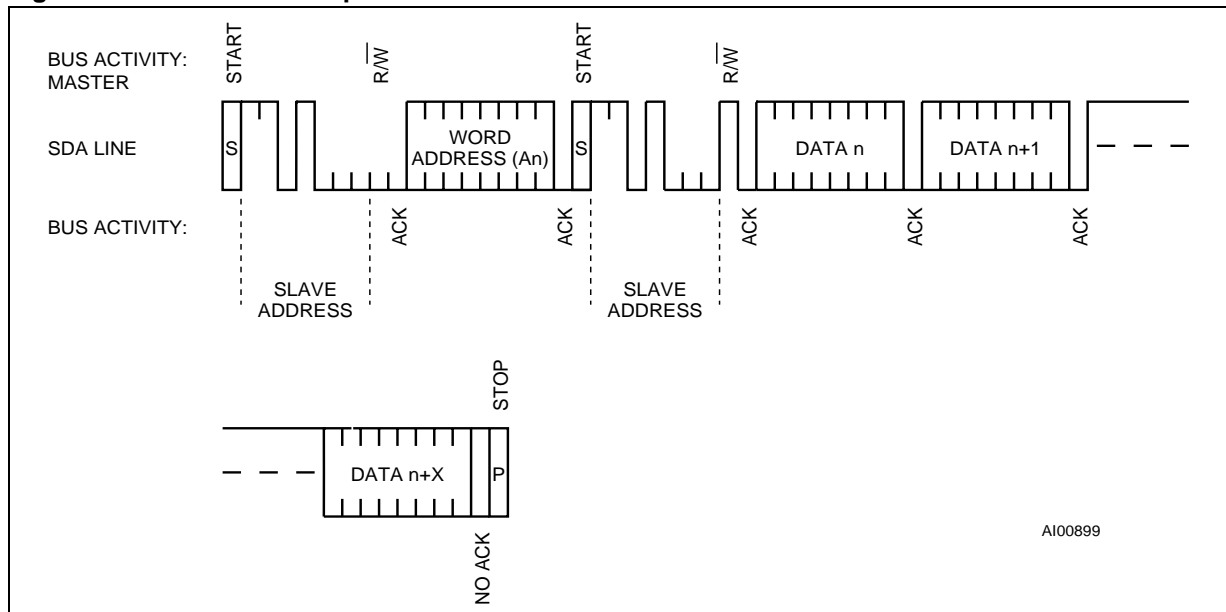 BUS ACTIVITY:
MASTER
START
R/W
START
R/W
SDA LINE
S
WORD
ADDRESS (An)
S
DATA n
DATA n+1
BUS ACTIVITY:
ACK
ACK
ACK
ACK
ACK
SLAVE
ADDRESS
SLAVE
ADDRESS
STOP
DATA n+X
P
NO ACK
AI00899